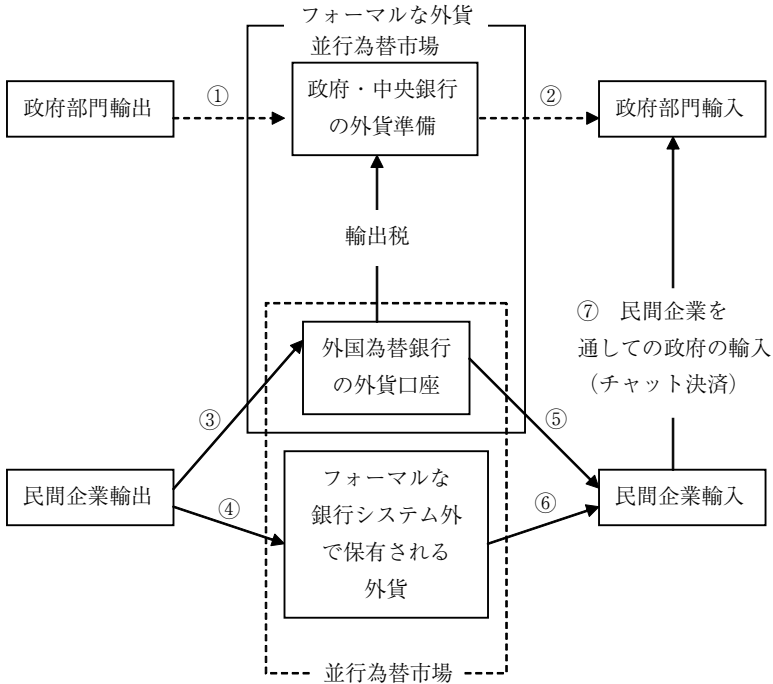 フォーマルな外貨
並行為替市場
政府部門輸出
①
政府・中央銀行
の外貨準備
②
政府部門輸入
輸出税
外国為替銀行
の外貨口座
⑦ 民間企業を
通しての政府の輸入
(チャット決済)
③
⑤
民間企業輸出
④
フォーマルな
銀行システム外
で保有される
外貨
⑥
民間企業輸入
並行為替市場